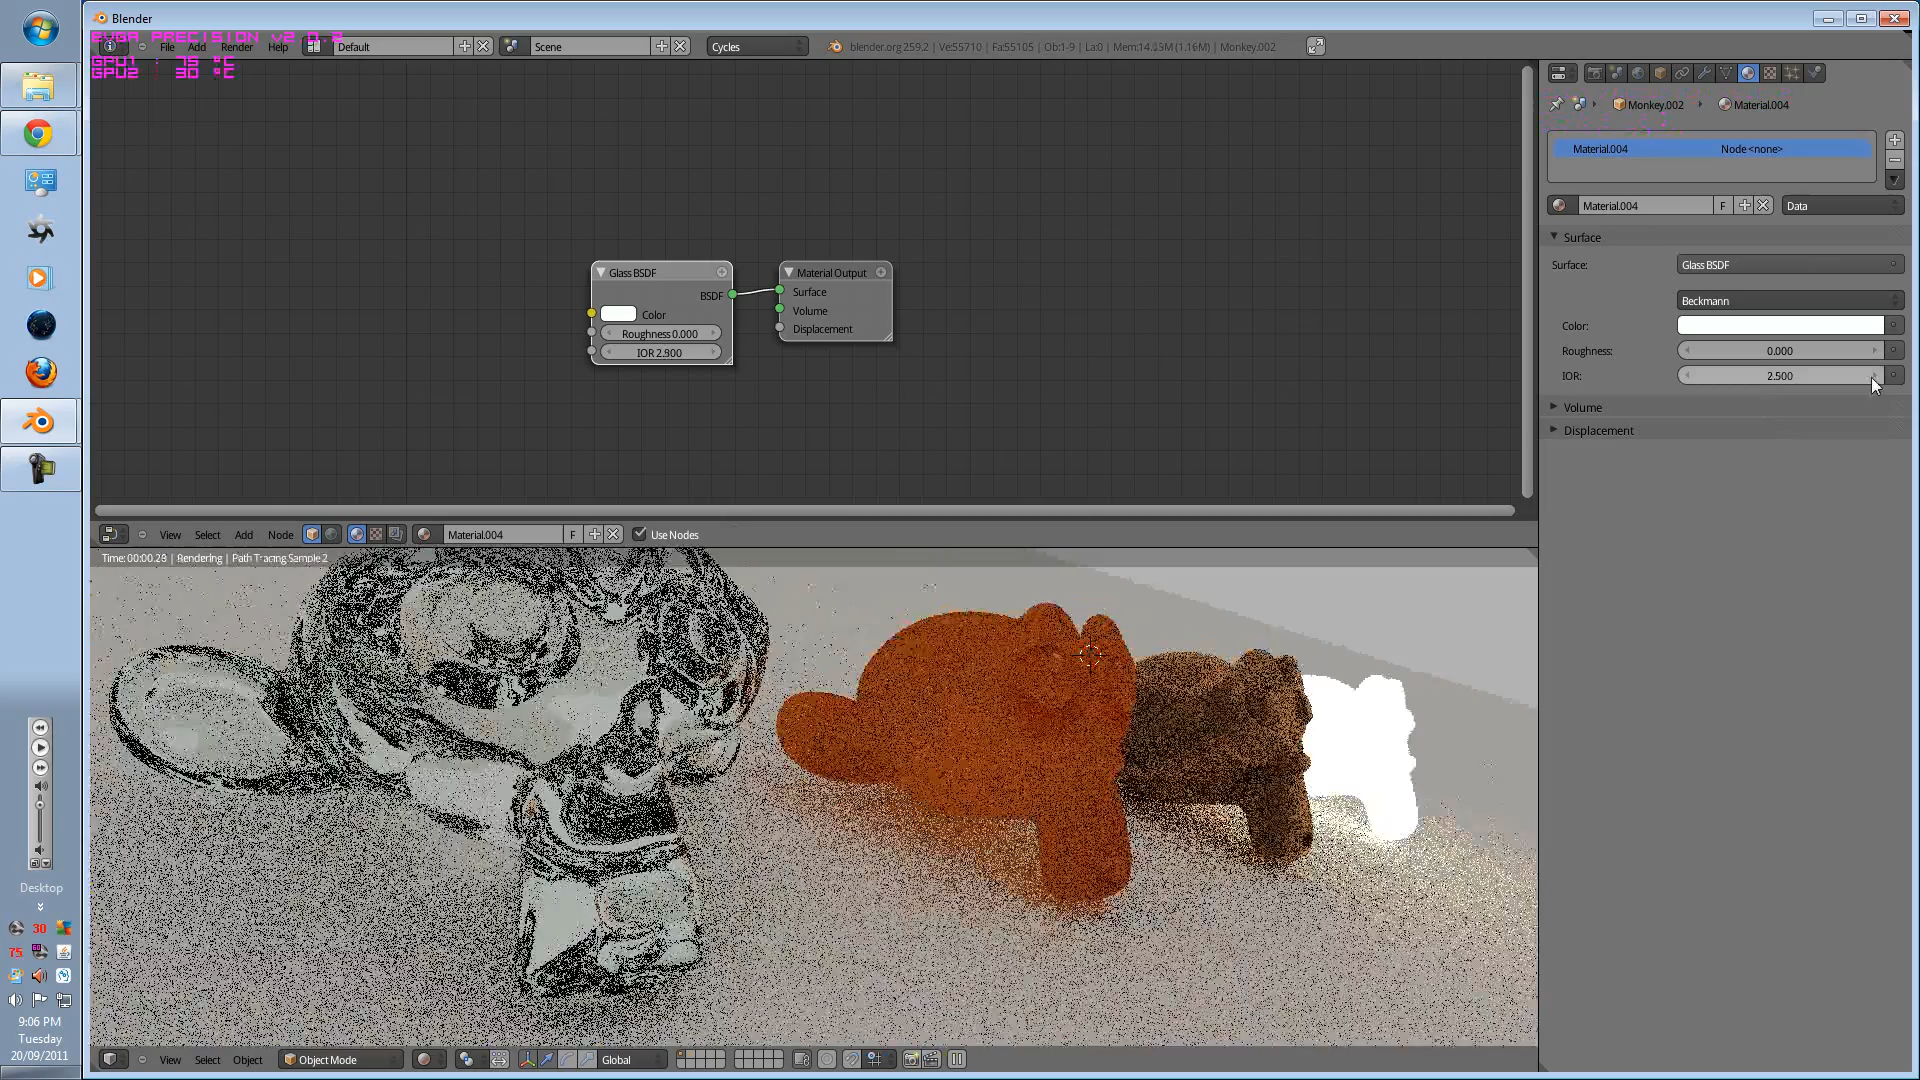 Blender
EVGA PRECISION v2.0.2
GPU1 : 75 °C
GPU2 : 30 °C
File Add Render Help
Default
Scene
Cycles
blender.org 259.2 | Ve:55710 | Fa:55105 | Ob:1-9 | La:0 | Mem:14.03M (1.16M) | Monkey.002
Monkey.002
Material.004
Material.004 Node <none>
Material.004 F Data
Surface
Surface: Glass BSDF
Beckmann
Color:
Roughness: 0.000
IOR: 2.500
Volume
Displacement
Glass BSDF
BSDF
Color
Roughness 0.000
Material Output
Surface
Volume
Displacement
View Select Add Node
Material.004 F
Use Nodes
Time:00:00.28 | Rendering | Path Tracing Sample 2
View Select Object
Object Mode
Global
Desktop
30
75
9:06 PM
Tuesday
20/09/2011